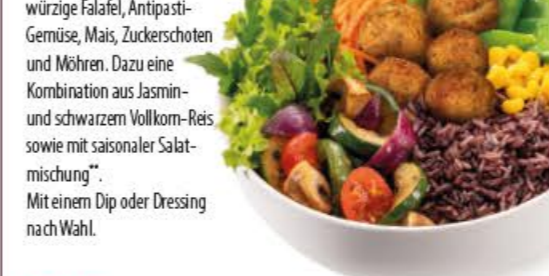 würzige Falafel, Antipasti-
Gemüse, Mais, Zuckerschoten
und Möhren. Dazu eine
Kombination aus Jasmin-
und schwarzem Vollkorn-Reis
sowie mit saisonaler Salat-
mischung**.
Mit einem Dip oder Dressing
nach Wahl.